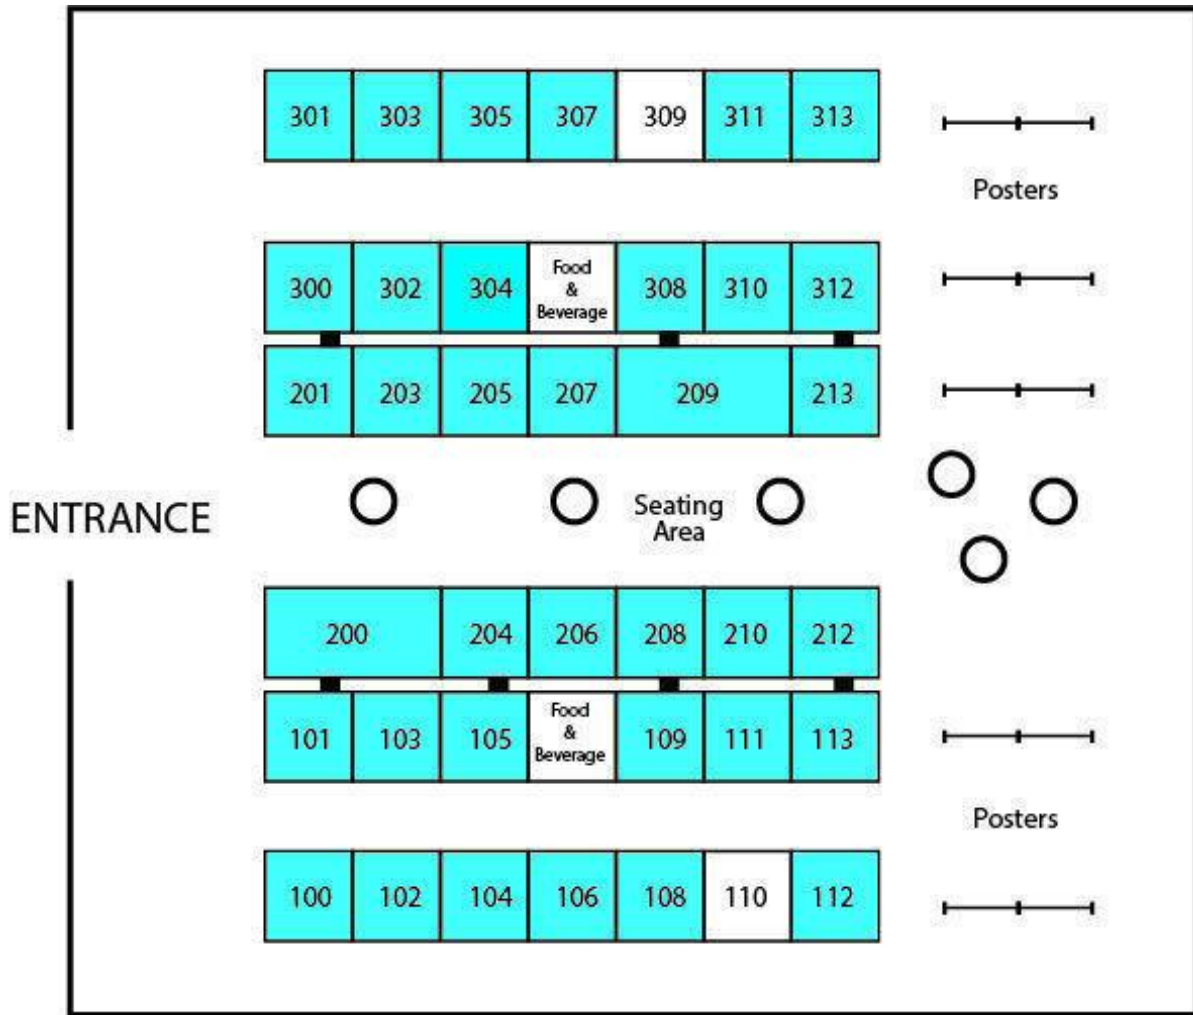 301 303 305 307 309 311 313
Posters
300 302 304 Food & Beverage 308 310 312
201 203 205 207 209 213
ENTRANCE
Seating
Area
200 204 206 208 210 212
101 103 105 Food & Beverage 109 111 113
Posters
100 102 104 106 108 110 112